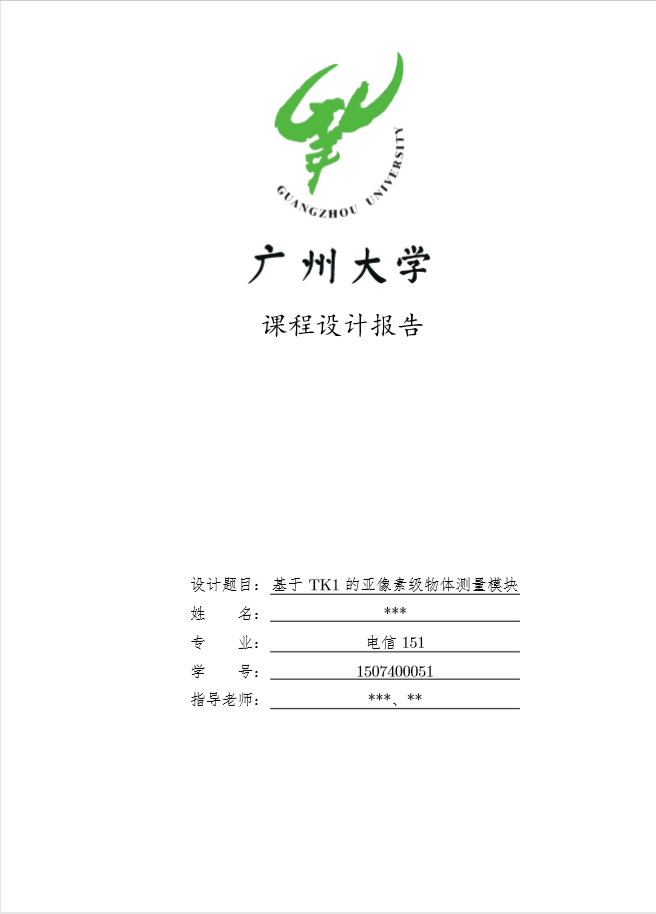 GUANGZHOU UNIVERSITY
广州大学
课程设计报告
设计题目： 基于 TK1 的亚像素级物体测量模块
姓 名： ***
专 业： 电信 151
学 号： 1507400051
指导老师： ***、**